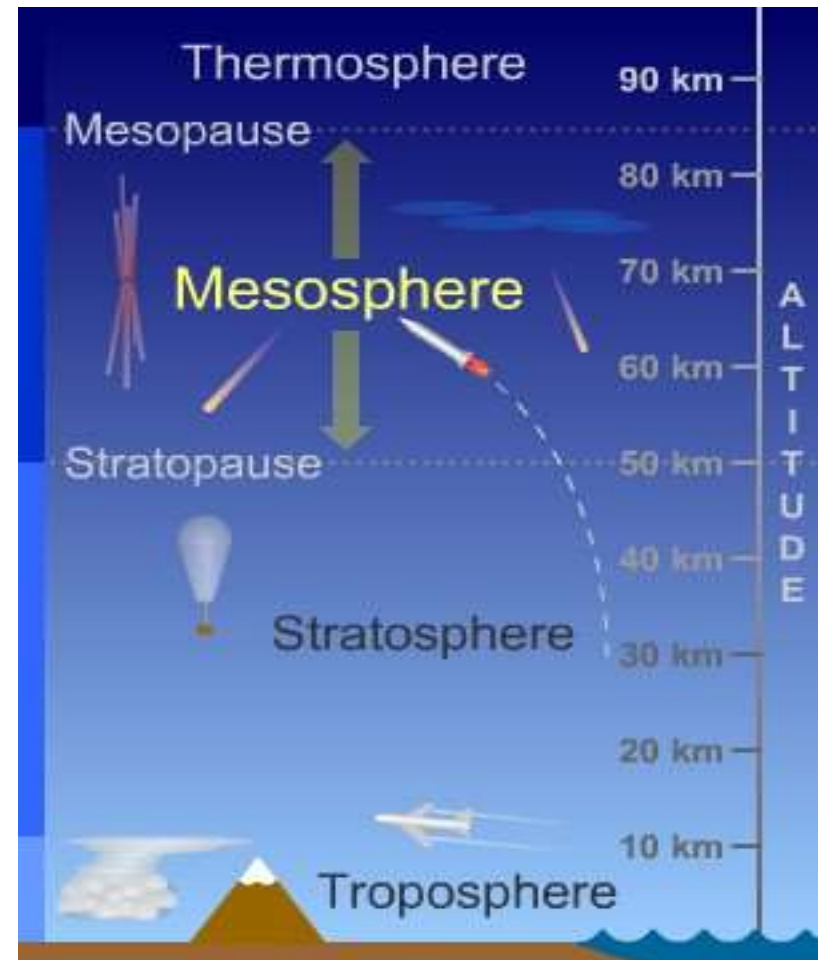 Thermosphere
90 km
Mesopause
80 km
70 km
Mesosphere
60 km
Stratopause
50 km
40 km
Stratosphere
30 km
20 km
10 km
Troposphere
ALTITUDE